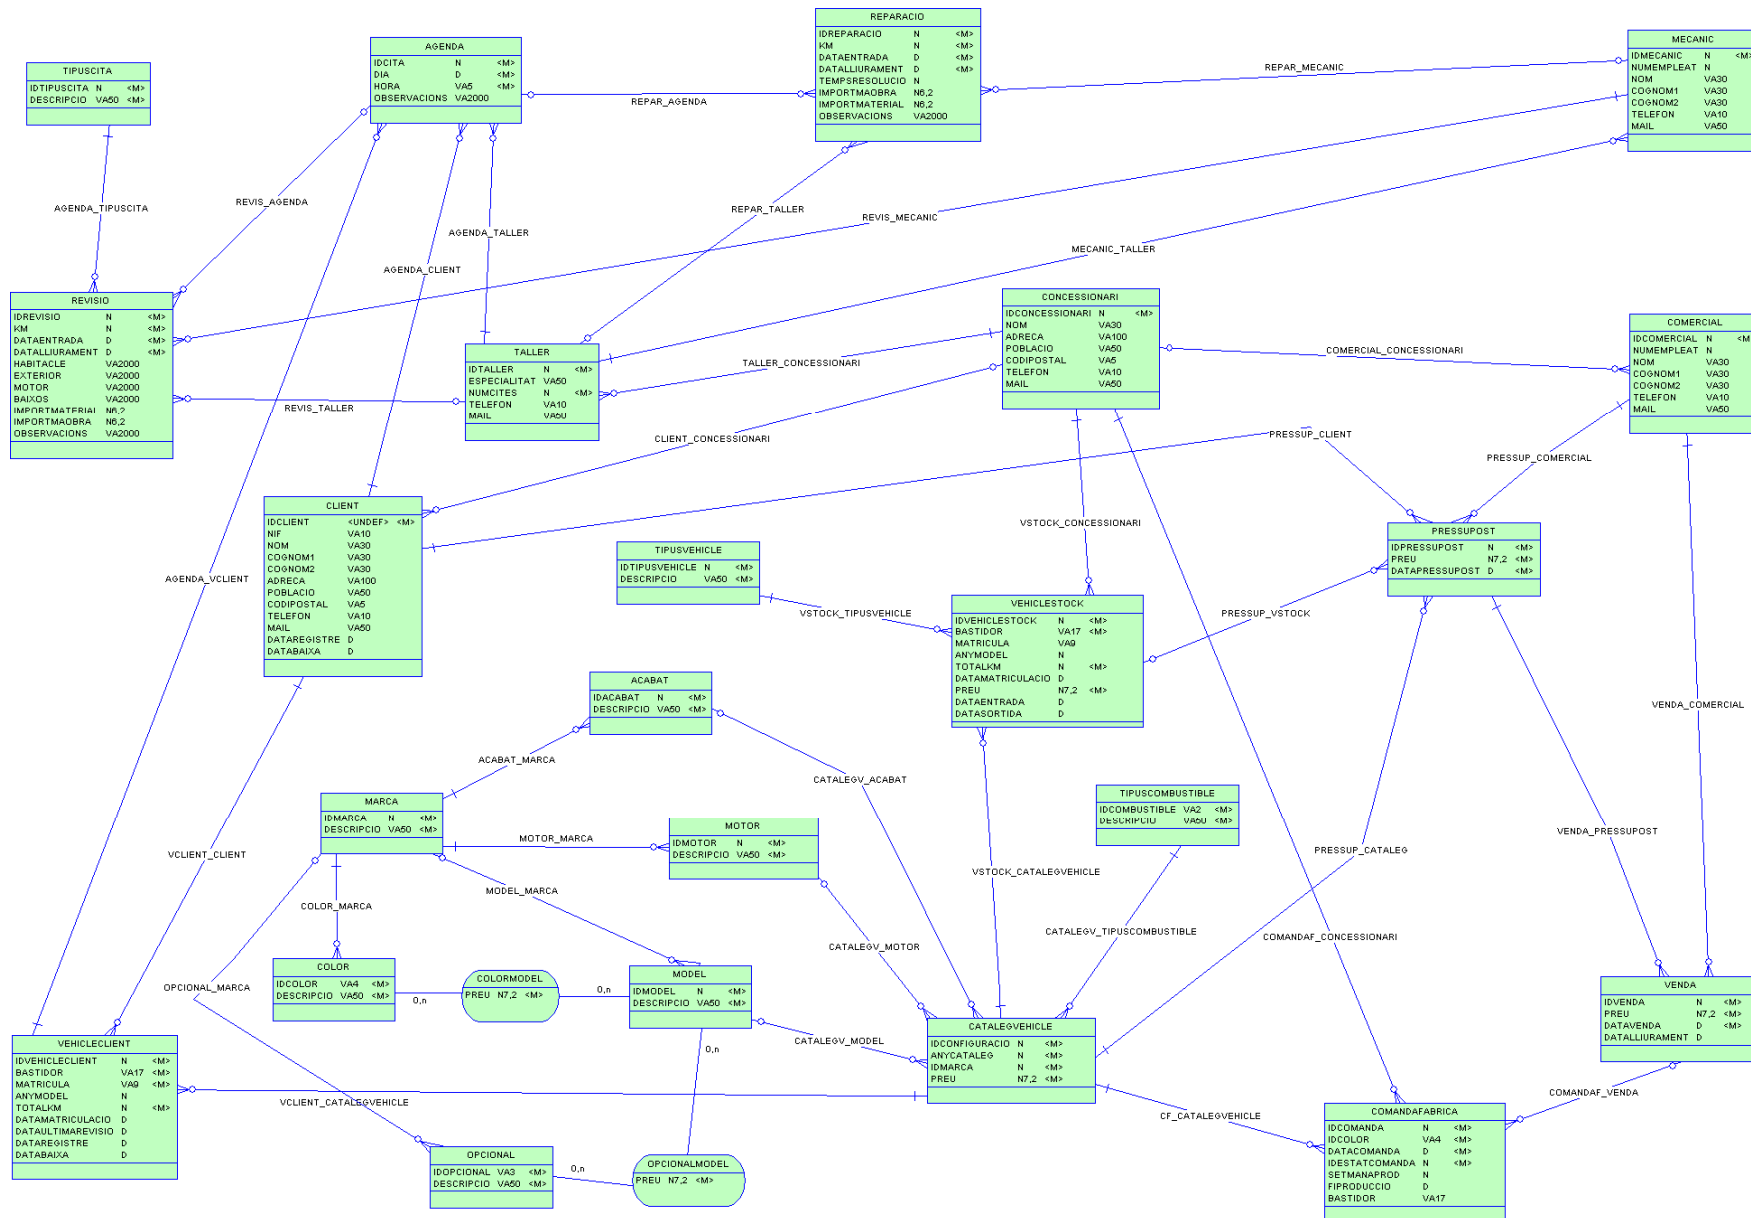 REPARACIO
IDREPARACIO N <M>
KM N <M>
DATAENTRADA D <M>
DATALLIURAMENT D <M>
TEMPSRESOLUCIO N
IMPORTMAOBRA N6,2
IMPORTMATERIAL N6,2
OBSERVACIONS VA2000
AGENDA
IDCITA N <M>
DIA D <M>
HORA VA5 <M>
OBSERVACIONS VA2000
MECANIC
IDMECANIC N <M>
NUMEMPLEAT N
NOM VA30
COGNOM1 VA30
COGNOM2 VA30
TELEFON VA10
MAIL VA50
TIPUSCITA
IDTIPUSCITA N <M>
DESCRIPCIO VA50 <M>
REPAR_MECANIC
REPAR_AGENDA
AGENDA_TIPUSCITA
REVIS_AGENDA
REPAR_TALLER
REVIS_MECANIC
AGENDA_TALLER
MECANIC_TALLER
AGENDA_CLIENT
REVISIO
IDREVISIO N <M>
KM N <M>
DATAENTRADA D <M>
DATALLIURAMENT D <M>
HABITACLE VA2000
EXTERIOR VA2000
MOTOR VA2000
BAIXOS VA2000
IMPORTMATERIAL N6,2
IMPORTMAOBRA N6,2
OBSERVACIONS VA2000
CONCESSIONARI
IDCONCESSIONARI N <M>
NOM VA30
ADRECA VA100
POBLACIO VA50
CODIPOSTAL VA5
TELEFON VA10
MAIL VA50
COMERCIAL
IDCOMERCIAL N <M
NUMEMPLEAT N
NOM VA30
COGNOM1 VA30
COGNOM2 VA30
TELEFON VA10
MAIL VA50
TALLER
IDTALLER N <M>
ESPECIALITAT VA50
NUMCITES N <M>
TELEFON VA10
MAIL VA50
COMERCIAL_CONCESSIONARI
TALLER_CONCESSIONARI
REVIS_TALLER
CLIENT_CONCESSIONARI
PRESSUP_CLIENT
PRESSUP_COMERCIAL
CLIENT
IDCLIENT <UNDEF> <M>
NIF VA10
NOM VA30
COGNOM1 VA30
COGNOM2 VA30
ADRECA VA100
POBLACIO VA50
CODIPOSTAL VA5
TELEFON VA10
MAIL VA50
DATAREGISTRE D
DATABAIXA D
VSTOCK_CONCESSIONARI
PRESSUPOST
IDPRESSUPOST N <M>
PREU N7,2 <M>
DATAPRESSUPOST D <M>
TIPUSVEHICLE
IDTIPUSVEHICLE N <M>
DESCRIPCIO VA50 <M>
AGENDA_VCLIENT
VSTOCK_TIPUSVEHICLE
PRESSUP_VSTOCK
VEHICLESTOCK
IDVEHICLESTOCK N <M>
BASTIDOR VA17 <M>
MATRICULA VA9
ANYMODEL N
TOTALKM N <M>
DATAMATRICULACIO D
PREU N7,2 <M>
DATAENTRADA D
DATASORTIDA D
ACABAT
IDACABAT N <M>
DESCRIPCIO VA50 <M>
VENDA_COMERCIAL
ACABAT_MARCA
CATALEGV_ACABAT
TIPUSCOMBUSTIBLE
IDCOMBUSTIBLE VA2 <M>
DESCRIPCIO VA50 <M>
MARCA
IDMARCA N <M>
DESCRIPCIO VA50 <M>
MOTOR_MARCA
MOTOR
IDMOTOR N <M>
DESCRIPCIO VA50 <M>
VENDA_PRESSUPOST
PRESSUP_CATALEG
VCLIENT_CLIENT
VSTOCK_CATALEGVEHICLE
MODEL_MARCA
COLOR_MARCA
CATALEGV_TIPUSCOMBUSTIBLE
COMANDAF_CONCESSIONARI
CATALEGV_MOTOR
COLOR
IDCOLOR VA4 <M>
DESCRIPCIO VA50 <M>
0,n
COLORMODEL
PREU N7,2 <M>
0,n
MODEL
IDMODEL N <M>
DESCRIPCIO VA50 <M>
OPCIONAL_MARCA
VENDA
IDVENDA N <M>
PREU N7,2 <M>
DATAVENDA D <M>
DATALLIURAMENT D
CATALEGVEHICLE
IDCONFIGURACIO N <M>
ANYCATALEG N <M>
IDMARCA N <M>
PREU N7,2 <M>
CATALEGV_MODEL
0,n
VEHICLECLIENT
IDVEHICLECLIENT N <M>
BASTIDOR VA17 <M>
MATRICULA VA9 <M>
ANYMODEL N
TOTALKM N <M>
DATAMATRICULACIO D
DATAULTIMAREVISIO D
DATAREGISTRE D
DATABAIXA D
VCLIENT_CATALEGVEHICLE
COMANDAF_VENDA
CF_CATALEGVEHICLE
COMANDAFABRICA
IDCOMANDA N <M>
IDCOLOR VA4 <M>
DATACOMANDA D <M>
IDESTATCOMANDA N <M>
SETMANAPROD N
FIPRODUCCIO D
BASTIDOR VA17
OPCIONAL
IDOPCIONAL VA3 <M>
DESCRIPCIO VA50 <M>
0,n
OPCIONALMODEL
PREU N7,2 <M>